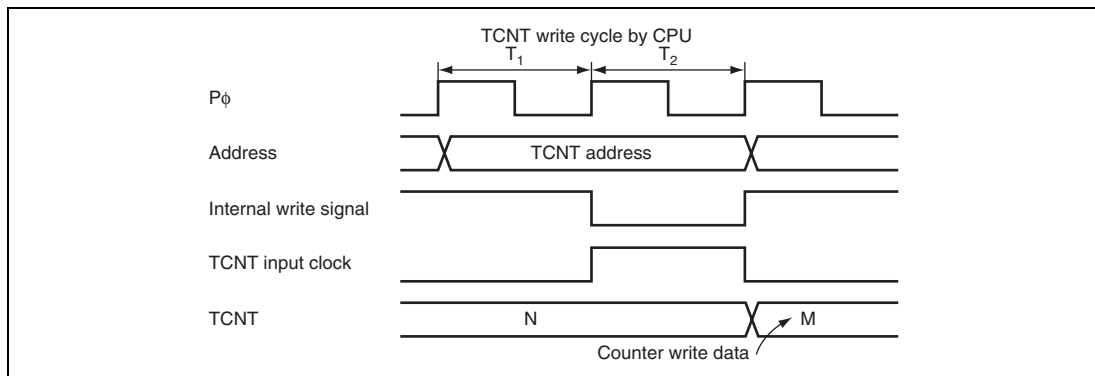 TCNT write cycle by CPU
T1 T2
Pϕ
Address TCNT address
Internal write signal
TCNT input clock
TCNT N M
Counter write data